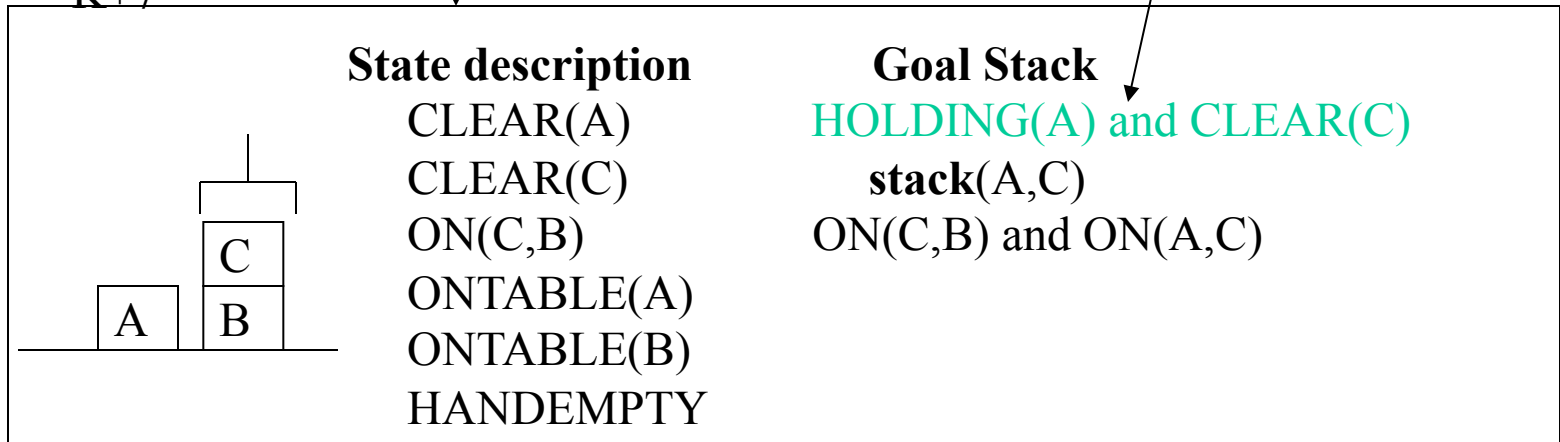 State description Goal Stack
CLEAR(A) HOLDING(A) and CLEAR(C)
CLEAR(C) stack(A,C)
ON(C,B) ON(C,B) and ON(A,C)
C
ONTABLE(A)
A B
ONTABLE(B)
HANDEMPTY